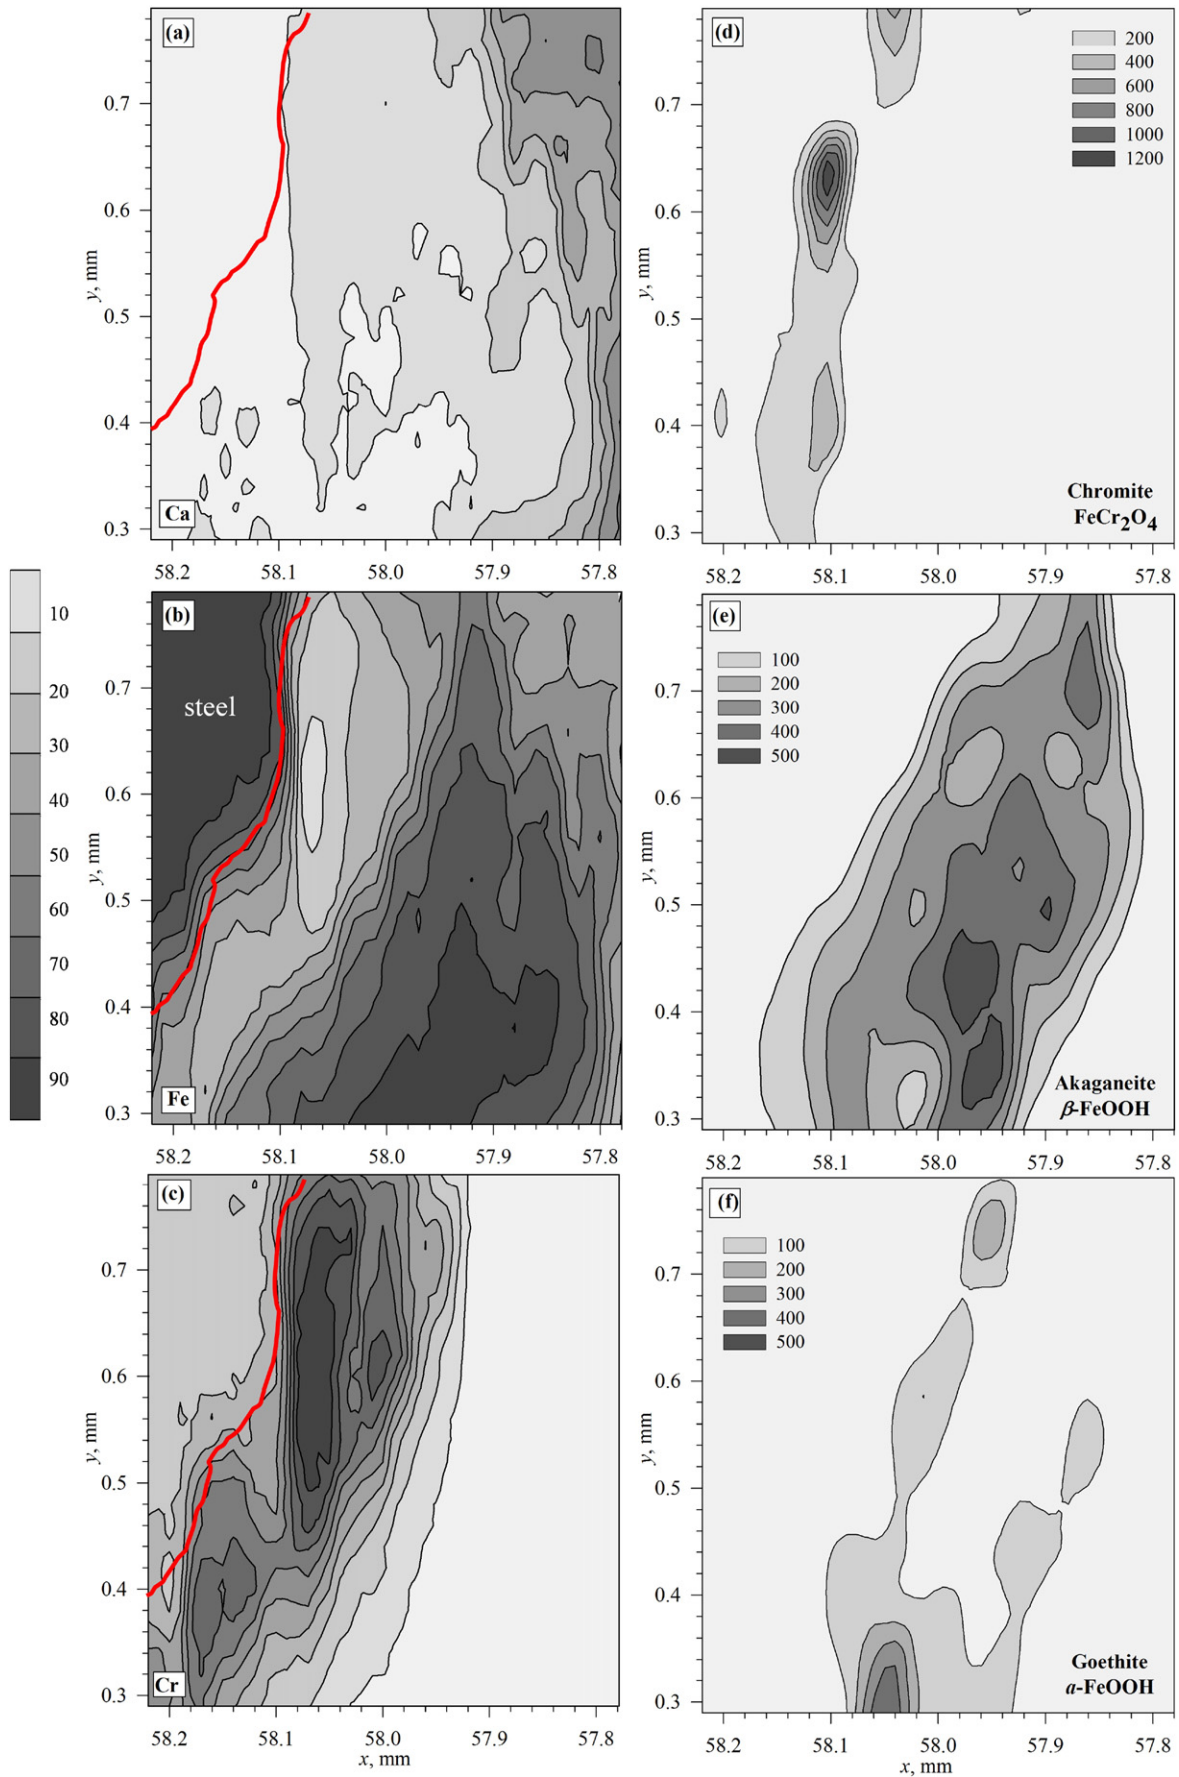 (a)
0.7
0.6
0.5
0.4
0.3
y, mm
Ca
58.2 58.1 58.0 57.9 57.8
(d)
200
400
600
800
1000
1200
0.7
0.6
0.5
0.4
0.3
y, mm
Chromite
FeCr2O4
58.2 58.1 58.0 57.9 57.8
10
20
30
40
50
60
70
80
90
(b)
steel
0.7
0.6
0.5
0.4
0.3
y, mm
Fe
58.2 58.1 58.0 57.9 57.8
(e)
100
200
300
400
500
0.7
0.6
0.5
0.4
0.3
y, mm
Akaganeite
β-FeOOH
58.2 58.1 58.0 57.9 57.8
(c)
0.7
0.6
0.5
0.4
0.3
y, mm
Cr
58.2 58.1 58.0 57.9 57.8
x, mm
(f)
100
200
300
400
500
0.7
0.6
0.5
0.4
0.3
y, mm
Goethite
a-FeOOH
58.2 58.1 58.0 57.9 57.8
x, mm